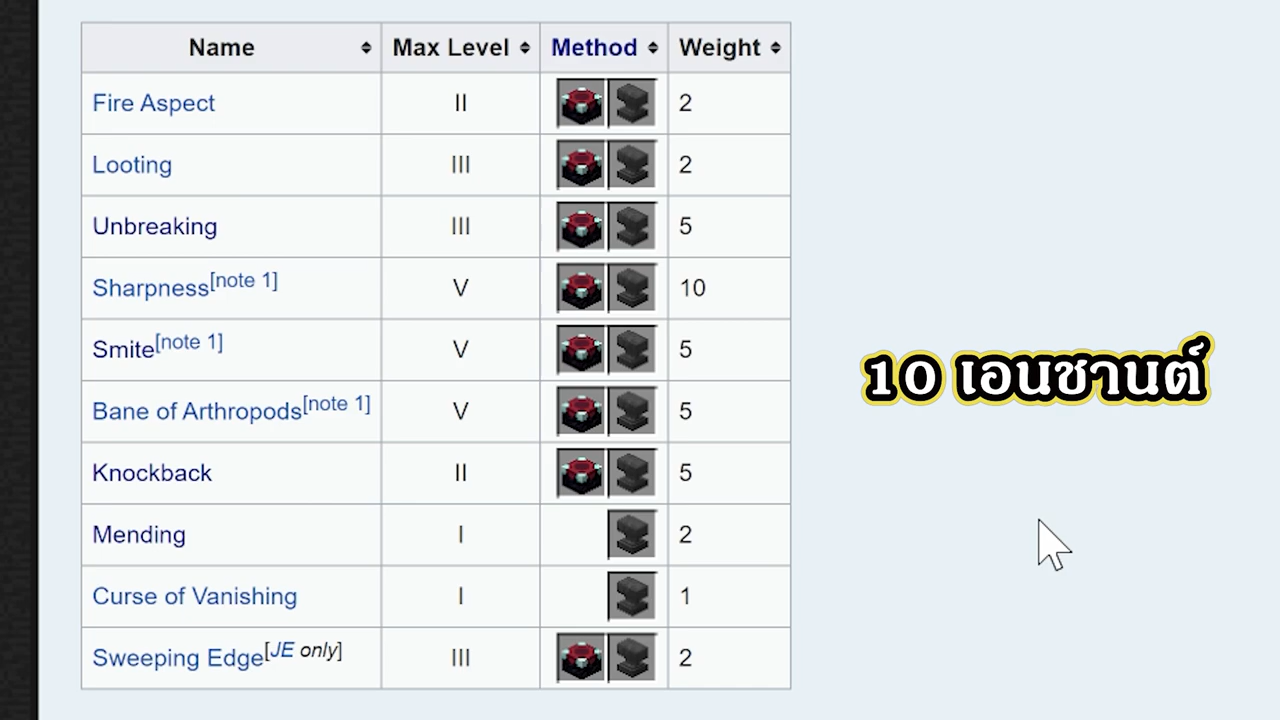 Name Max Level Method Weight
Fire Aspect II 2
Looting III 2
Unbreaking III 5
Sharpness[note 1] V 10
Smite[note 1] V 5
Bane of Arthropods[note 1] V 5
Knockback II 5
Mending I 2
Curse of Vanishing I 1
Sweeping Edge[JE only] III 2
10 เอนชานต์